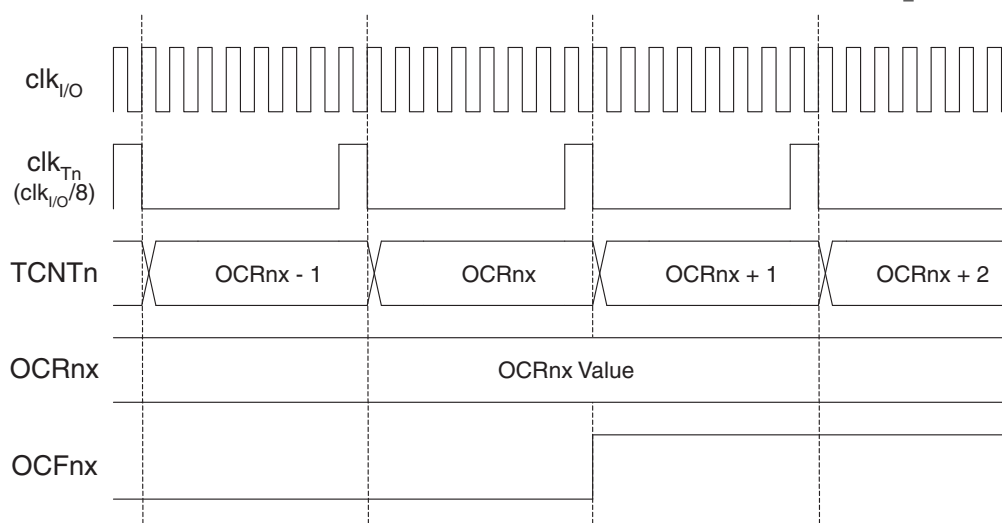 clkI/O
clkTn
(clkI/O/8)
TCNTn
OCRnx - 1
OCRnx
OCRnx + 1
OCRnx + 2
OCRnx
OCRnx Value
OCFnx